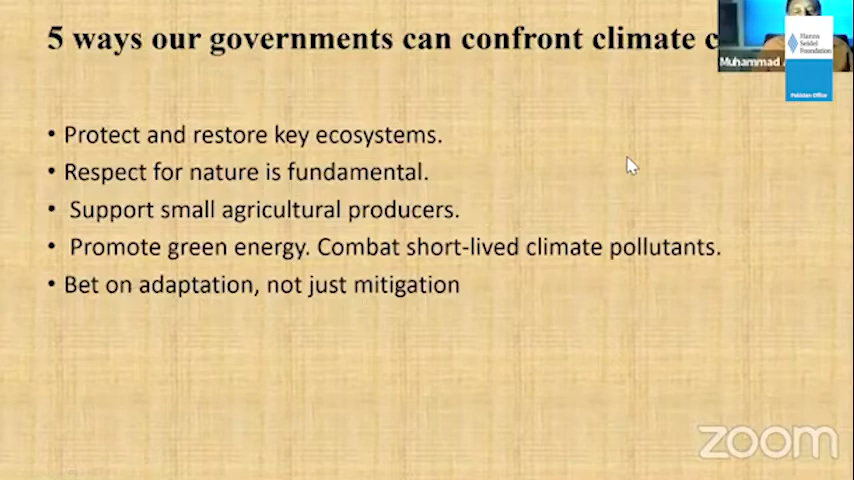 5 ways our governments can confront climate c
Muhammad
Hanns
Seidel
Foundation
Pakistan Office
• Protect and restore key ecosystems.
• Respect for nature is fundamental.
• Support small agricultural producers.
• Promote green energy. Combat short-lived climate pollutants.
• Bet on adaptation, not just mitigation
zoom